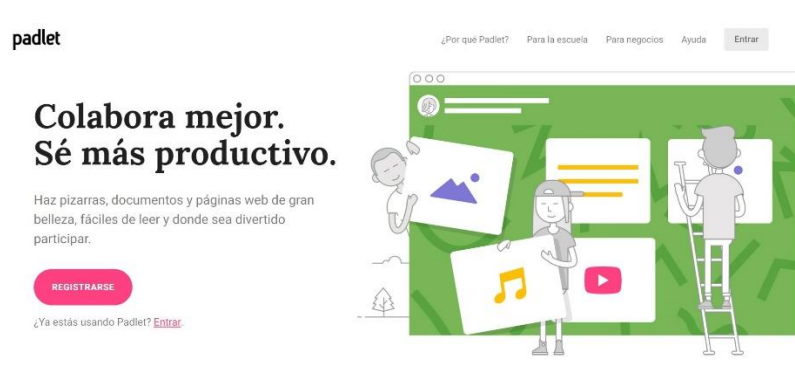 padlet
¿Por qué Padlet? Para la escuela Para negocios Ayuda Entrar
Colabora mejor.
Sé más productivo.
Haz pizarras, documentos y páginas web de gran
belleza, fáciles de leer y donde sea divertido
participar.
REGISTRARSE
¿Ya estás usando Padlet? Entrar.